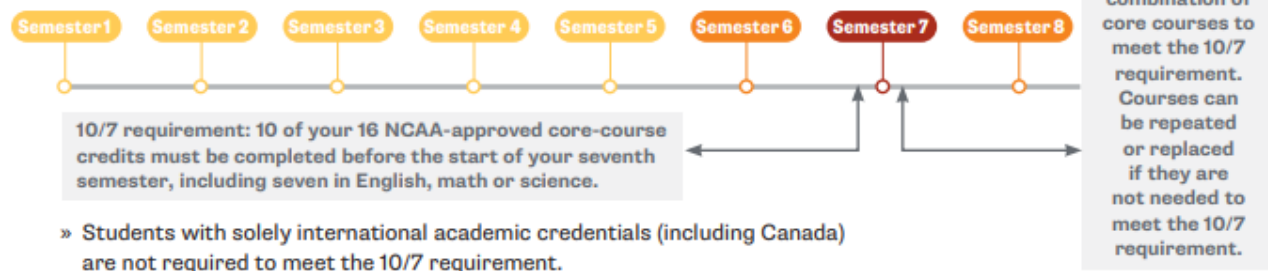 Semester 1
Semester 2
Semester 3
Semester 4
Semester 5
Semester 6
Semester 7
Semester 8
10/7 requirement: 10 of your 16 NCAA-approved core-course
credits must be completed before the start of your seventh
semester, including seven in English, math or science.
combination of
core courses to
meet the 10/7
requirement.
Courses can
be repeated
or replaced
if they are
not needed to
meet the 10/7
requirement.
» Students with solely international academic credentials (including Canada)
are not required to meet the 10/7 requirement.